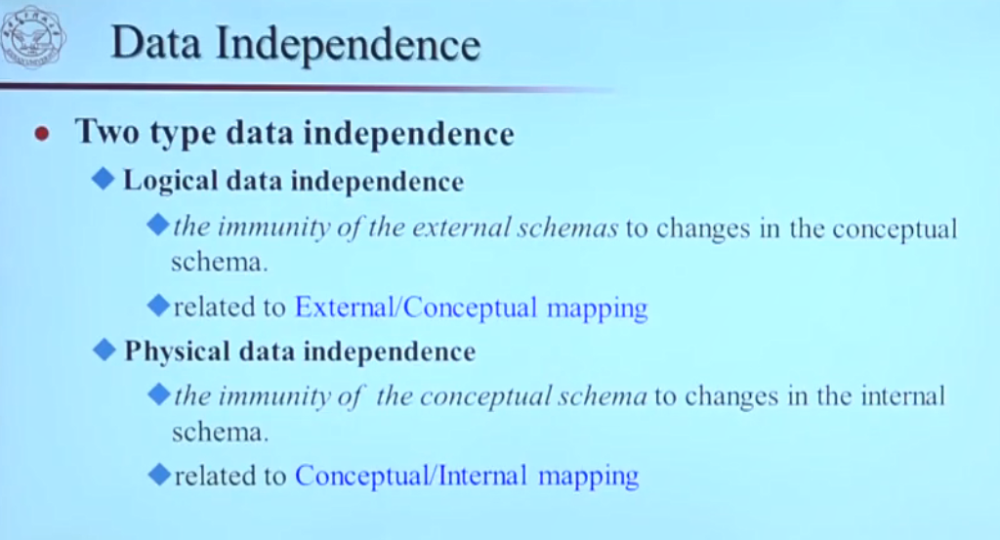 Data Independence
Two type data independence
Logical data independence
the immunity of the external schemas to changes in the conceptual
schema.
related to External/Conceptual mapping
Physical data independence
the immunity of the conceptual schema to changes in the internal
schema.
related to Conceptual/Internal mapping